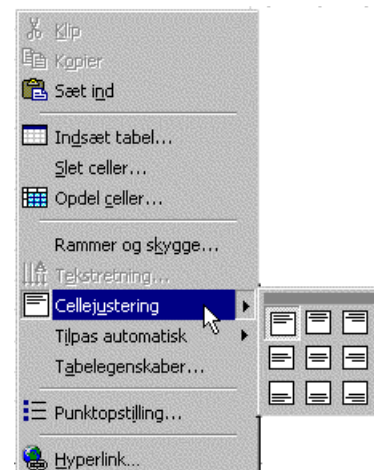 Klip
Kopier
Sæt ind
Indsæt tabel...
Slet celler...
Opdel celler...
Rammer og skygge...
Tekstretning...
Cellejustering
Tilpas automatisk
Tabelegenskaber...
Punktopstilling...
Hyperlink...